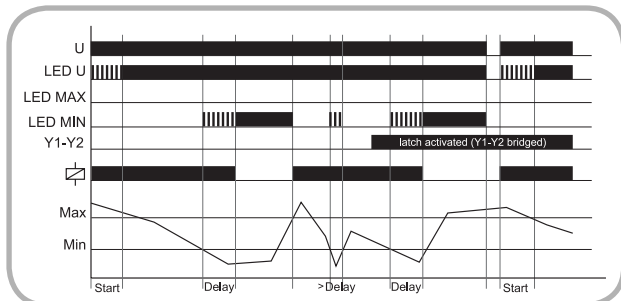 U
LED U
LED MAX
LED MIN
Y1-Y2
latch activated (Y1-Y2 bridged)
Max
Min
Start
Delay
>Delay
Delay
Start